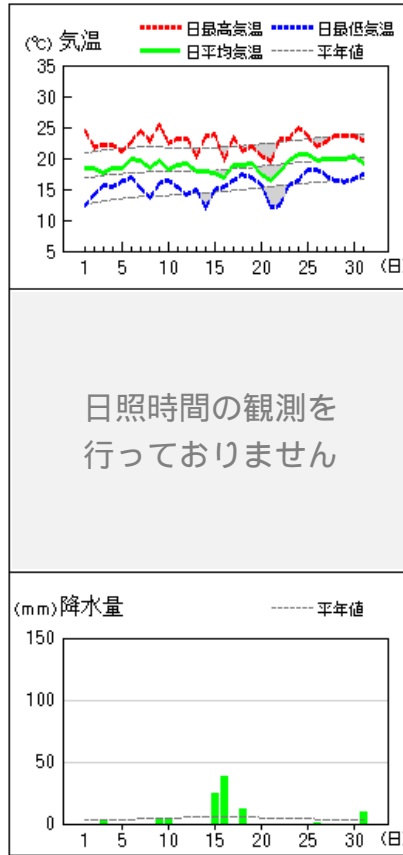 (℃) 気温
日最高気温 日最低気温
日平均気温 平年値
35
30
25
20
15
10
5
1 5 10 15 20 25 30 (日
日照時間の観測を
行っておりません
(mm) 降水量 平年値
150
100
50
0
1 5 10 15 20 25 30 (日